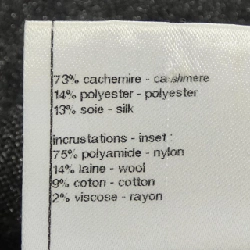 73% cachemire - cashmere
14% polyester - polyester
13% soie - silk
incrustations - inset :
75% polyamide - nylon
14% laine - wool
9% coton - cotton
2% viscose - rayon